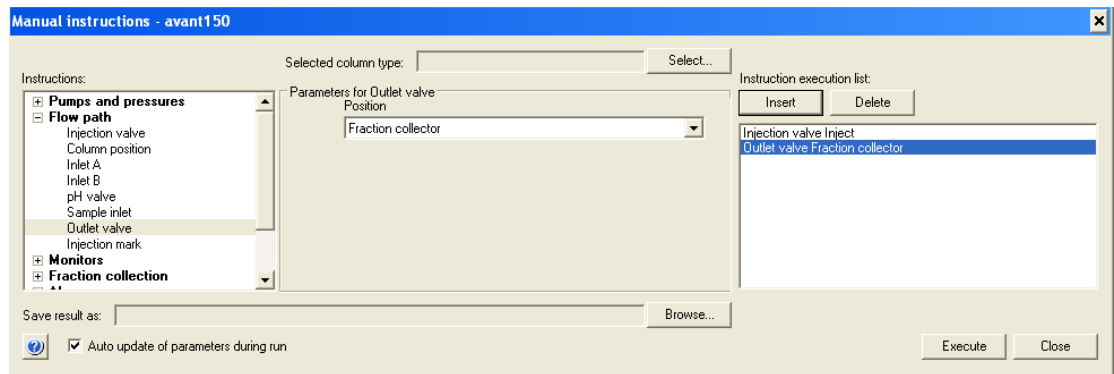 Manual instructions - avant150
Selected column type:
Select...
Instructions:
Pumps and pressures
Flow path
Injection valve
Column position
Inlet A
Inlet B
pH valve
Sample inlet
Outlet valve
Injection mark
Monitors
Fraction collection
Parameters for Outlet valve
Position
Fraction collector
Instruction execution list:
Insert
Delete
Injection valve Inject
Outlet valve Fraction collector
Save result as:
Browse...
Auto update of parameters during run
Execute
Close